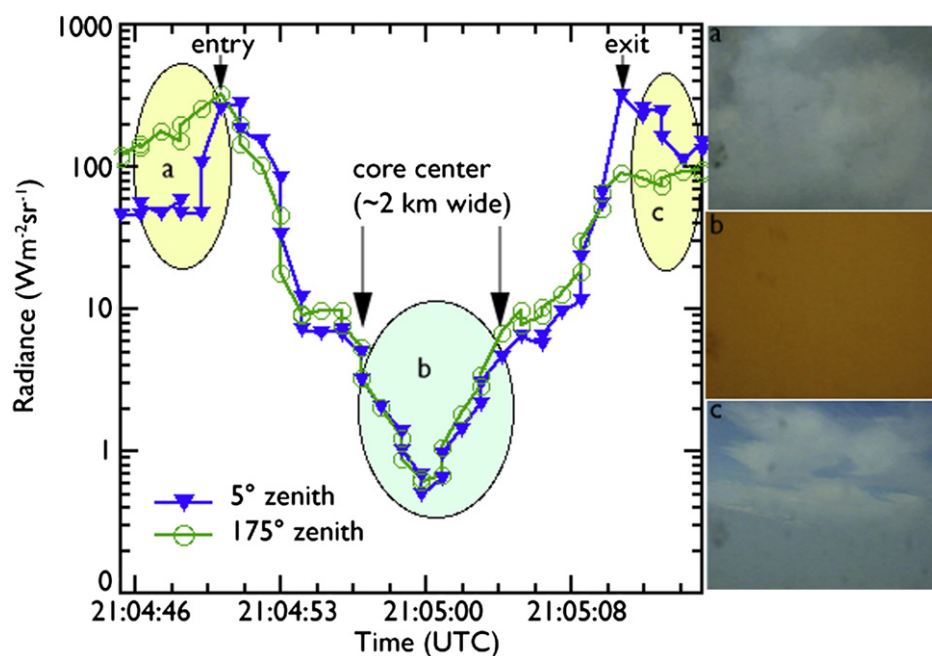 1000
100
10
1
0
Radiance (Wm⁻²sr⁻¹)
entry
exit
core center
(~2 km wide)
a
b
c
5° zenith
175° zenith
21:04:46
21:04:53
21:05:00
21:05:08
Time (UTC)
a
b
c